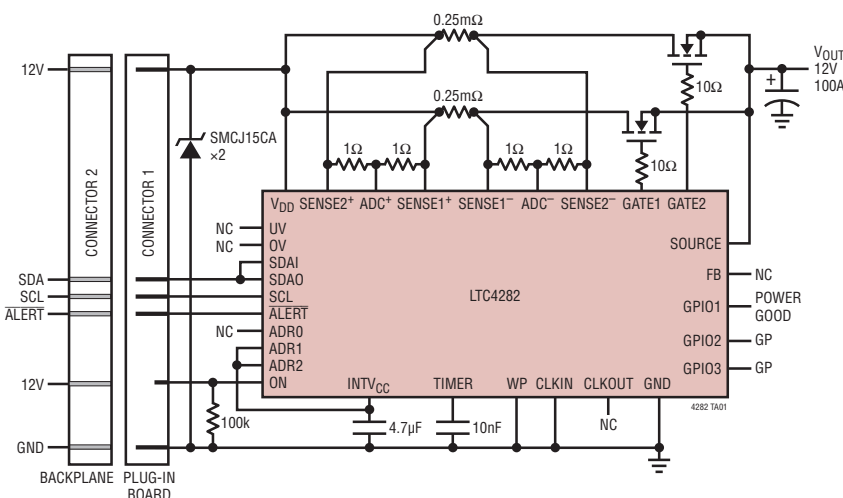 0.25mΩ
12V
VOUT
12V
100A
+
10Ω
0.25mΩ
SMCJ15CA
×2
1Ω 1Ω 1Ω 1Ω
10Ω
CONNECTOR 2
CONNECTOR 1
VDD SENSE2+ ADC+ SENSE1+ SENSE1– ADC– SENSE2– GATE1 GATE2
NC UV
NC OV
SOURCE
SDAI
SDA SDAO
FB NC
SCL SCL
LTC4282
ALERT ALERT
GPIO1 POWER
GOOD
NC ADR0
ADR1
GPIO2 GP
ADR2
GPIO3 GP
12V ON
INTVCC TIMER WP CLKIN CLKOUT GND
4282 TA01
100k
4.7µF
10nF
NC
GND
BACKPLANE PLUG-IN
BOARD